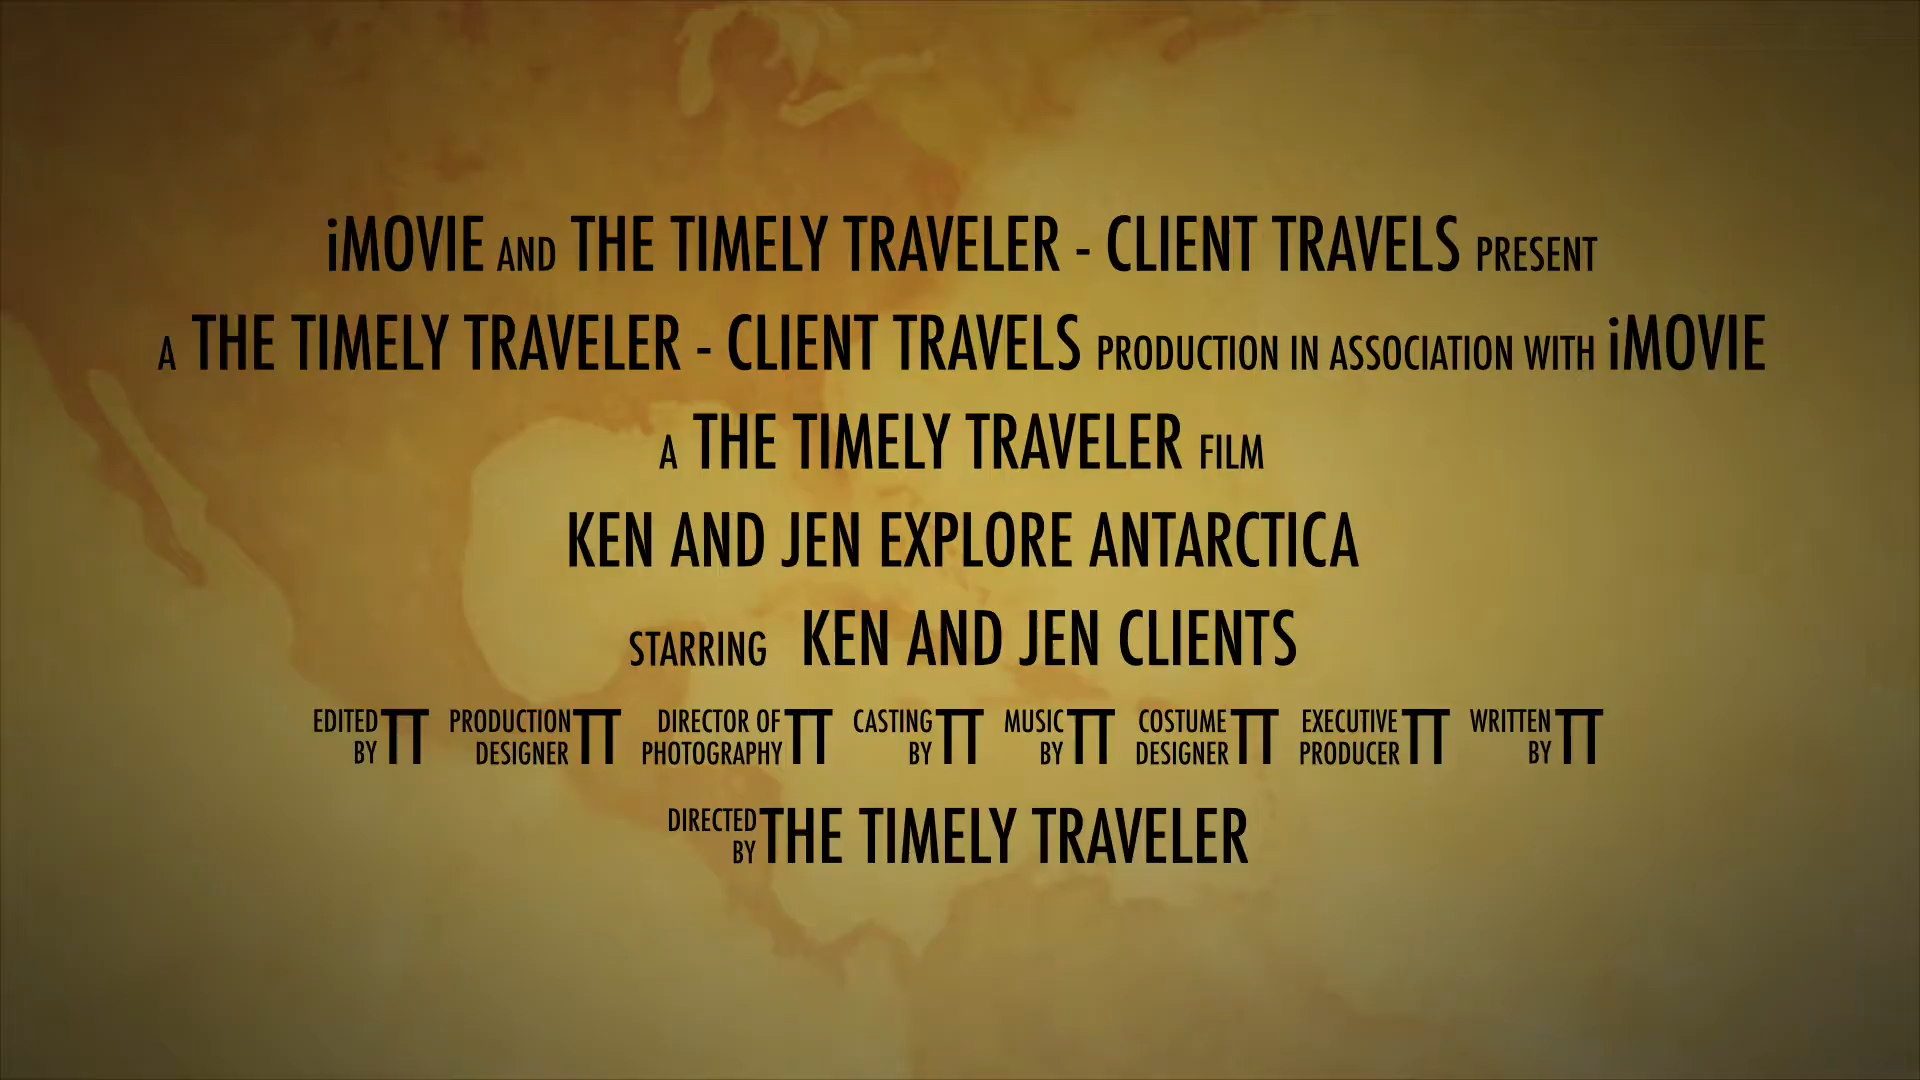 iMOVIE AND THE TIMELY TRAVELER - CLIENT TRAVELS PRESENT
A THE TIMELY TRAVELER - CLIENT TRAVELS PRODUCTION IN ASSOCIATION WITH iMOVIE
A THE TIMELY TRAVELER FILM
KEN AND JEN EXPLORE ANTARCTICA
STARRING KEN AND JEN CLIENTS
EDITED BY TT PRODUCTION DESIGNER TT DIRECTOR OF PHOTOGRAPHY TT CASTING BY TT MUSIC BY TT COSTUME DESIGNER TT EXECUTIVE PRODUCER TT WRITTEN BY TT
DIRECTED BY THE TIMELY TRAVELER